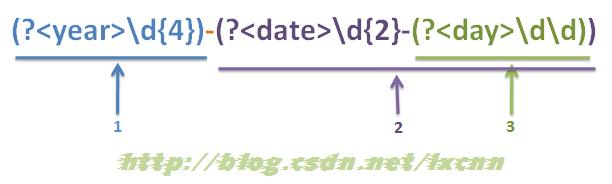 (?<year>\d{4})-(?<date>\d{2}-(?<day>\d\d))
1 2 3
http://blog.csdn.net/lxcnn